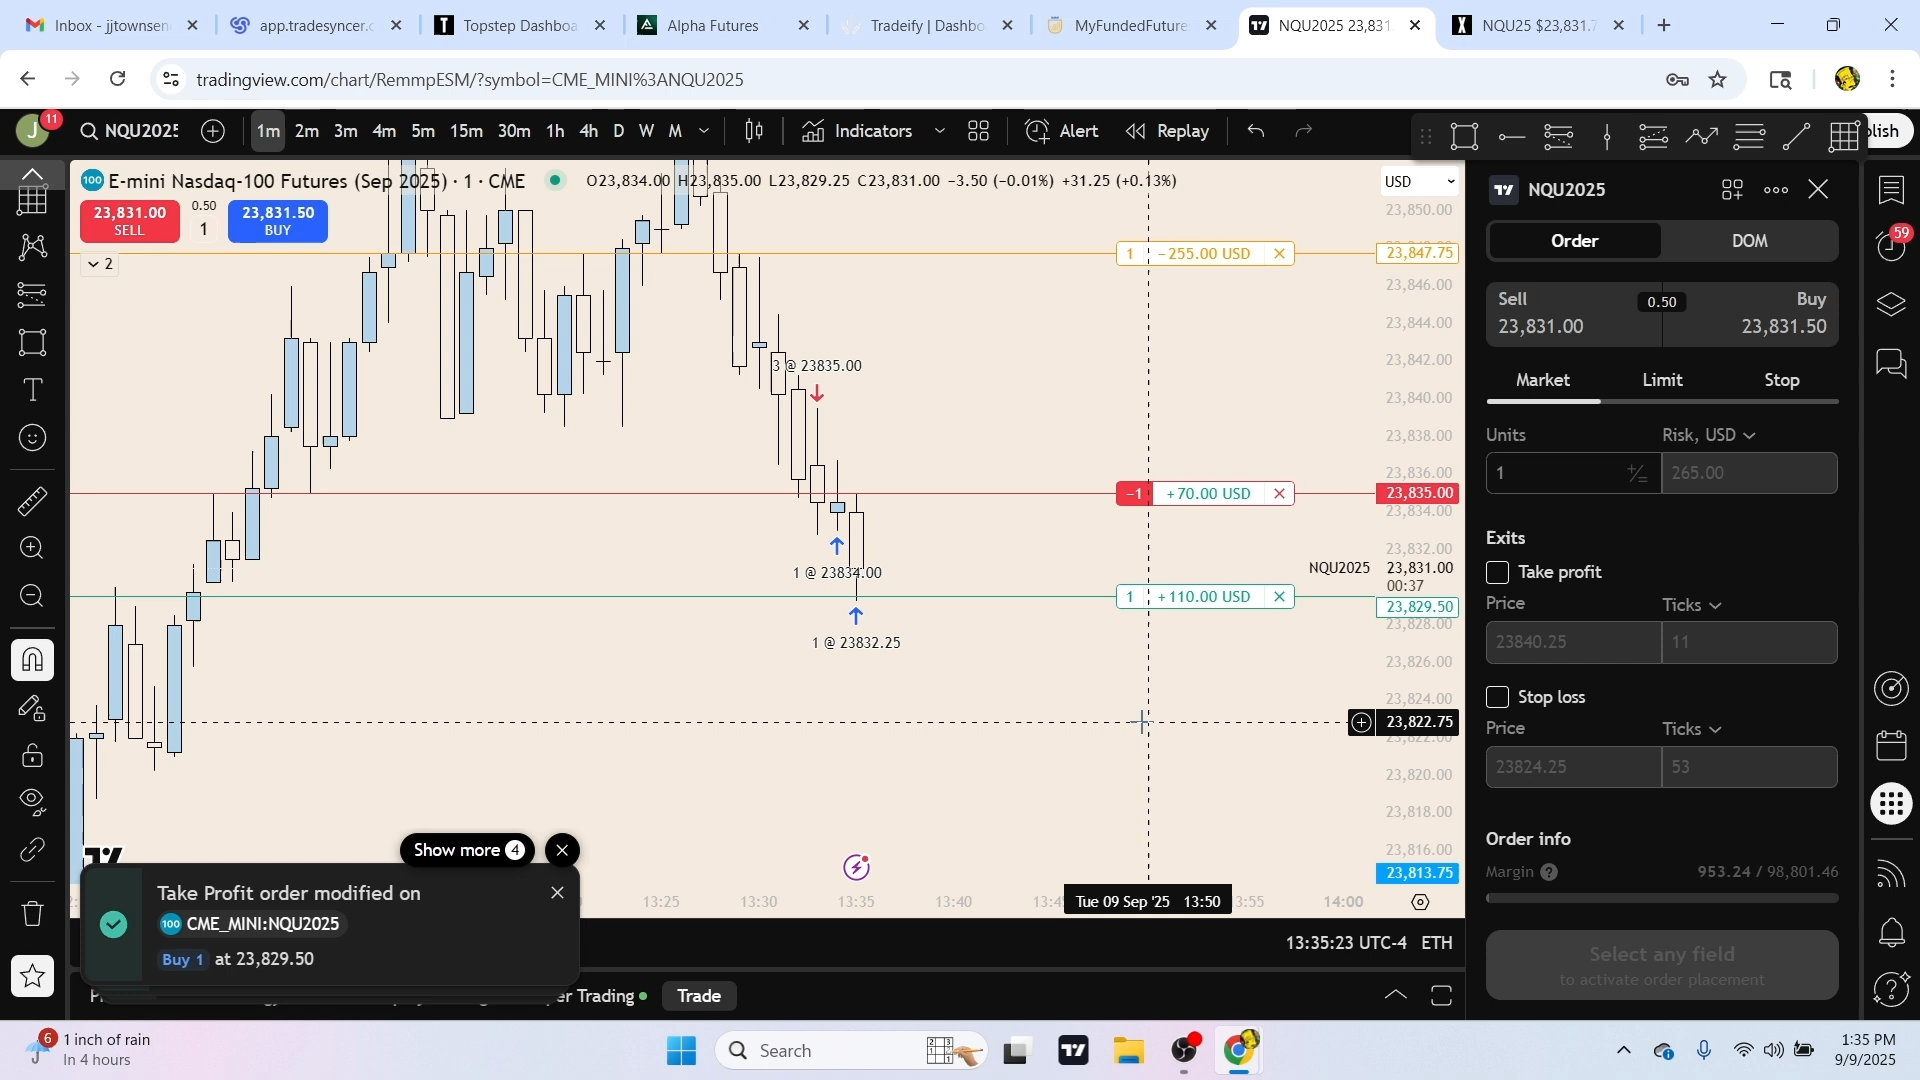 Inbox - jjtownsen
app.tradesyncer.c
Topstep Dashboa
Alpha Futures
Tradeify | Dashbo
MyFundedFuture
NQU2025 23,831
NQU25 $23,831.7
tradingview.com/chart/RemmpESM/?symbol=CME_MINI%3ANQU2025
J 11
NQU2025
1m 2m 3m 4m 5m 15m 30m 1h 4h D W M
Indicators
Alert
Replay
blish
100 E-mini Nasdaq-100 Futures (Sep 2025) · 1 · CME
O23,834.00 H23,835.00 L23,829.25 C23,831.00 −3.50 (−0.01%) +31.25 (+0.13%)
USD
23,831.00
SELL
0.50
1
23,831.50
BUY
2
23,850.00
1 −255.00 USD
23,847.75
23,846.00
23,844.00
23,842.00
3 @ 23835.00
23,840.00
23,838.00
23,836.00
−1 +70.00 USD
23,835.00
23,834.00
23,832.00
1 @ 23834.00
NQU2025 23,831.00
00:37
1 +110.00 USD
23,829.50
23,828.00
1 @ 23832.25
23,826.00
23,824.00
23,822.75
23,822.00
23,820.00
23,818.00
23,816.00
23,813.75
13:25 13:30 13:35 13:40 13:45
Tue 09 Sep '25 13:50
14:00
Show more 4
Take Profit order modified on
100 CME_MINI:NQU2025
Buy 1 at 23,829.50
13:35:23 UTC-4 ETH
er Trading
Trade
NQU2025
Order
DOM
Sell
23,831.00
0.50
Buy
23,831.50
Market
Limit
Stop
Units
Risk, USD
1
265.00
Exits
Take profit
Price
Ticks
23840.25
11
Stop loss
Price
Ticks
23824.25
53
Order info
Margin
953.24 / 98,801.46
Select any field
to activate order placement
59
6
1 inch of rain
In 4 hours
Search
1:35 PM
9/9/2025